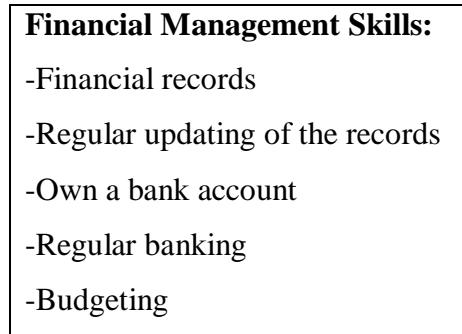 Financial Management Skills:
-Financial records
-Regular updating of the records
-Own a bank account
-Regular banking
-Budgeting